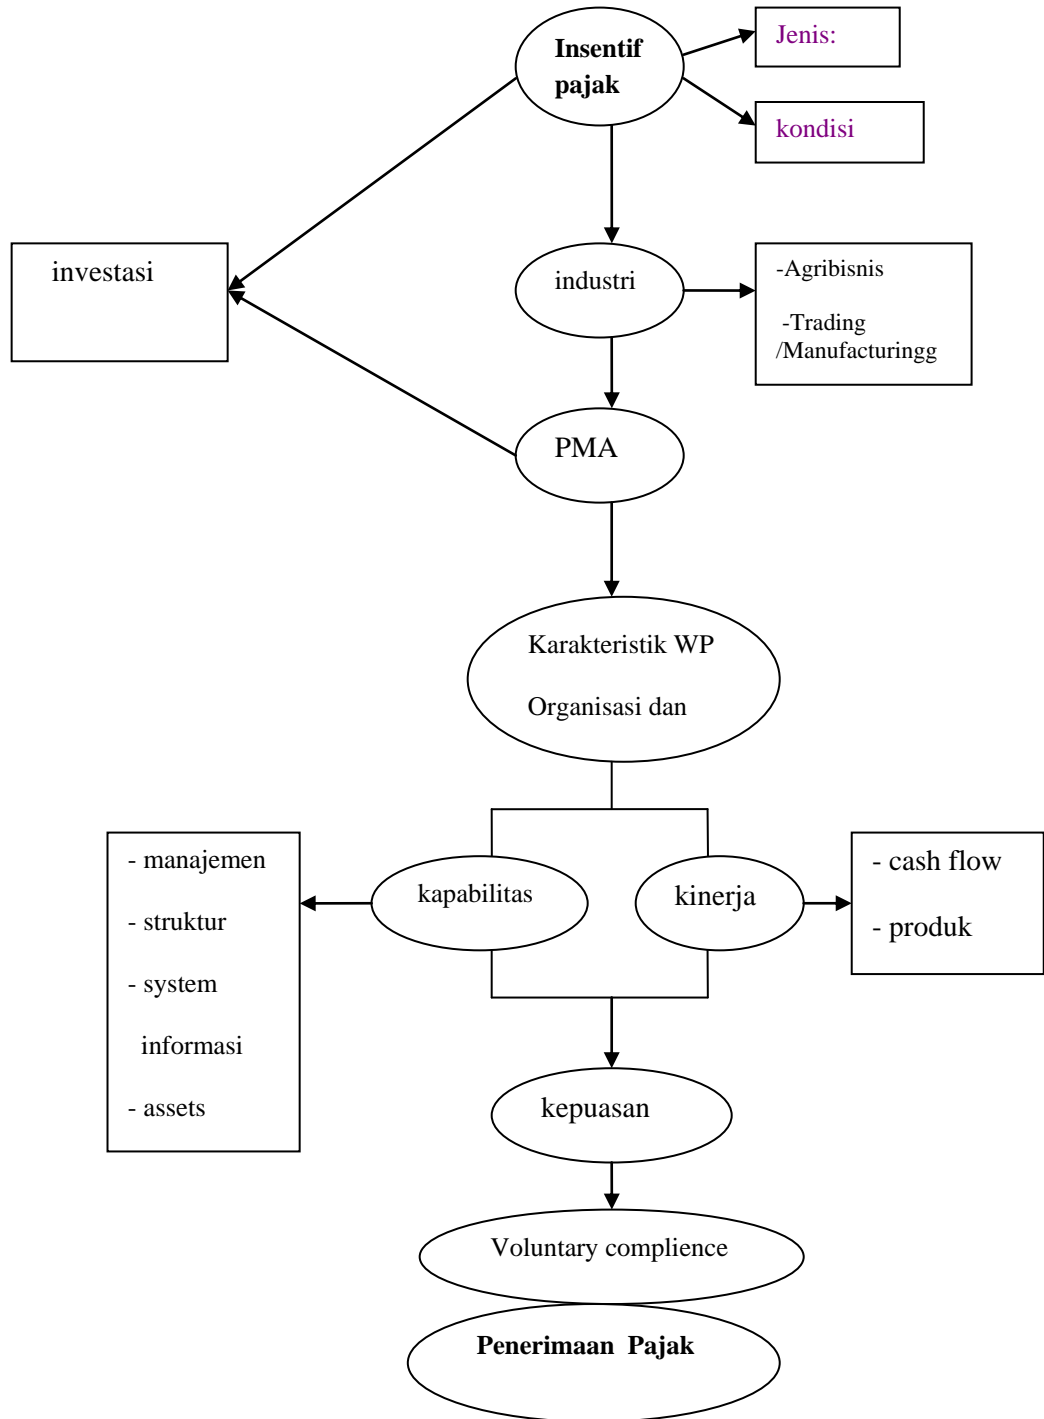 Insentif
pajak
Jenis:
kondisi
investasi
industri
-Agribisnis
-Trading
/Manufacturingg
PMA
Karakteristik WP
Organisasi dan
- manajemen
- struktur
- system
informasi
- assets
kapabilitas
kinerja
- cash flow
- produk
kepuasan
Voluntary complience
Penerimaan Pajak